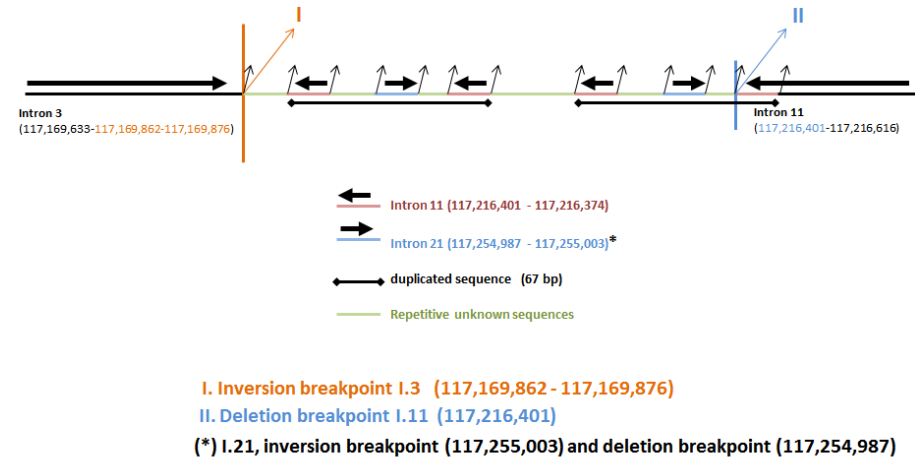 I
II
Intron 3
(117,169,633-117,169,862-117,169,876)
Intron 11
(117,216,401-117,216,616)
Intron 11 (117,216,401 - 117,216,374)
Intron 21 (117,254,987 - 117,255,003)*
duplicated sequence (67 bp)
Repetitive unknown sequences
I. Inversion breakpoint I.3 (117,169,862 - 117,169,876)
II. Deletion breakpoint I.11 (117,216,401)
(*) I.21, inversion breakpoint (117,255,003) and deletion breakpoint (117,254,987)